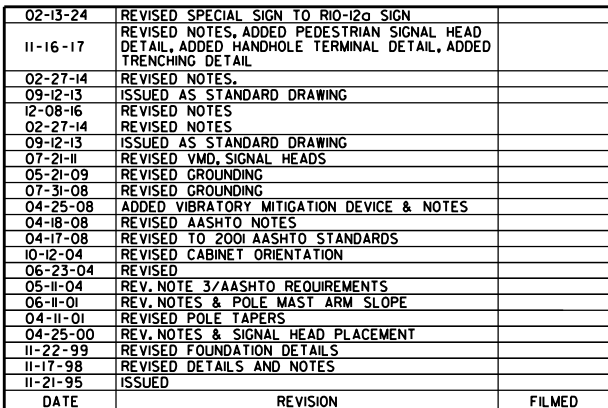 02-13-24 REVISED SPECIAL SIGN TO R10-12a SIGN
11-16-17 REVISED NOTES, ADDED PEDESTRIAN SIGNAL HEAD
DETAIL, ADDED HANDHOLE TERMINAL DETAIL, ADDED
TRENCHING DETAIL
02-27-14 REVISED NOTES.
09-12-13 ISSUED AS STANDARD DRAWING
12-08-16 REVISED NOTES
02-27-14 REVISED NOTES
09-12-13 ISSUED AS STANDARD DRAWING
07-21-11 REVISED VMD, SIGNAL HEADS
05-21-09 REVISED GROUNDING
07-31-08 REVISED GROUNDING
04-25-08 ADDED VIBRATORY MITIGATION DEVICE & NOTES
04-18-08 REVISED AASHTO NOTES
04-17-08 REVISED TO 2001 AASHTO STANDARDS
10-12-04 REVISED CABINET ORIENTATION
06-23-04 REVISED
05-11-04 REV. NOTE 3/AASHTO REQUIREMENTS
06-11-01 REV. NOTES & POLE MAST ARM SLOPE
04-11-01 REVISED POLE TAPERS
04-25-00 REV. NOTES & SIGNAL HEAD PLACEMENT
11-22-99 REVISED FOUNDATION DETAILS
11-17-98 REVISED DETAILS AND NOTES
11-21-95 ISSUED
DATE REVISION FILMED